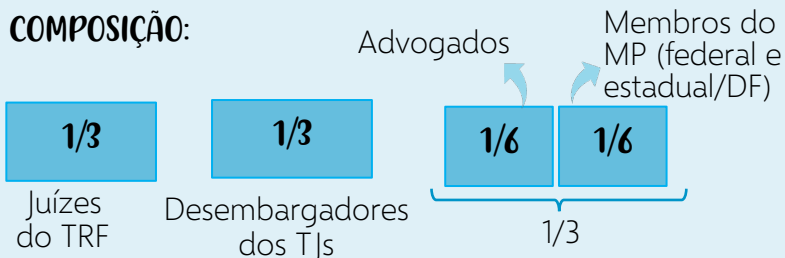 COMPOSIÇÃO:
Advogados
Membros do
MP (federal e
estadual/DF)
1/3
1/3
1/6
1/6
Juízes
do TRF
Desembargadores
dos TJs
1/3